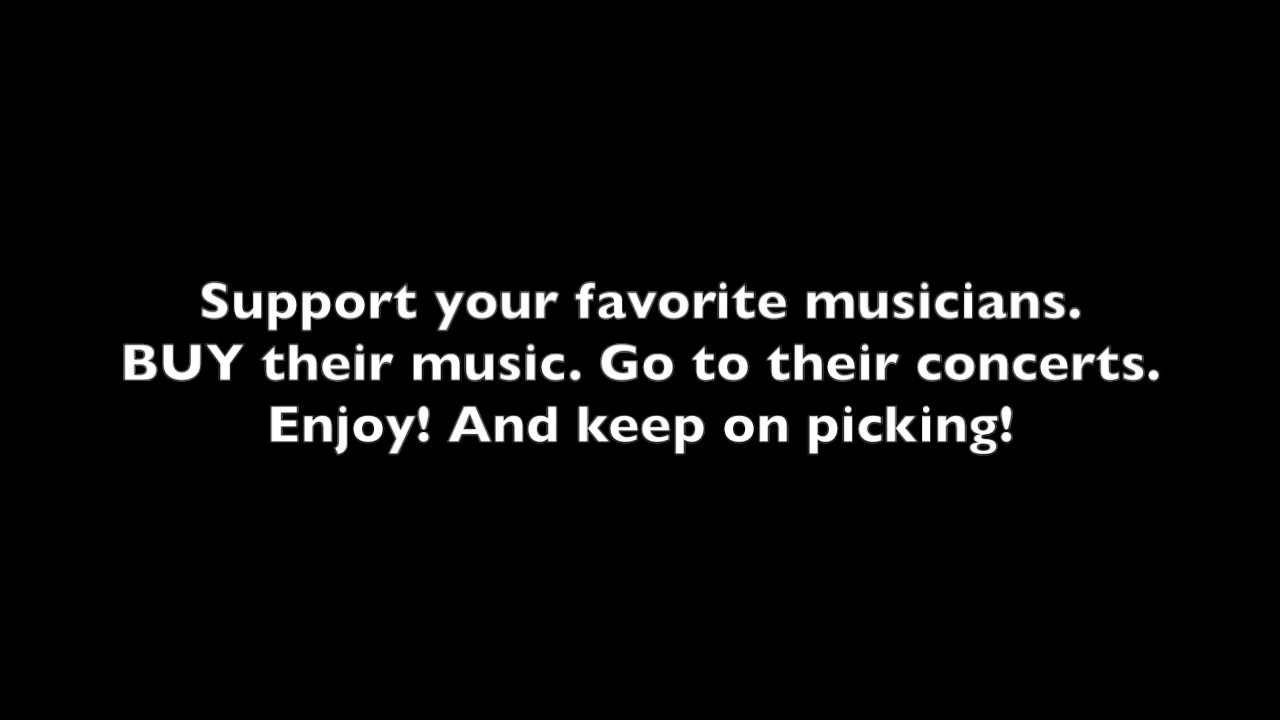 Support your favorite musicians.
BUY their music. Go to their concerts.
Enjoy! And keep on picking!